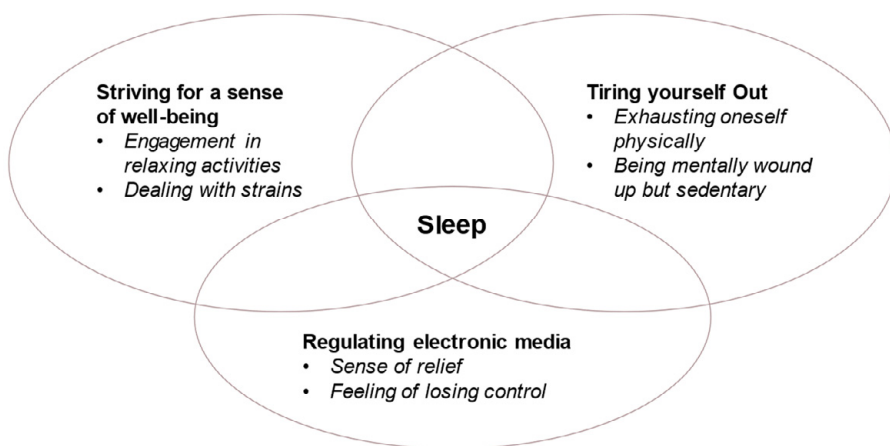 Striving for a sense
of well-being
• Engagement in
relaxing activities
• Dealing with strains
Tiring yourself Out
• Exhausting oneself
physically
• Being mentally wound
up but sedentary
Sleep
Regulating electronic media
• Sense of relief
• Feeling of losing control